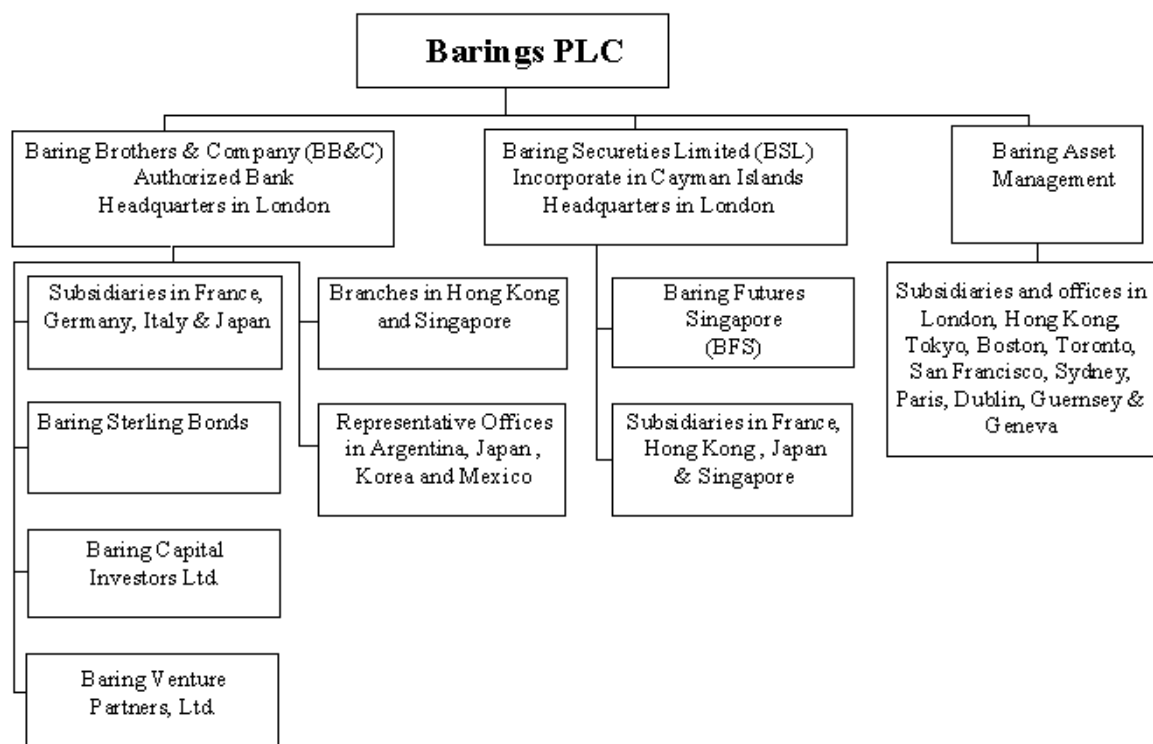 Barings PLC
Baring Brothers & Company (BB&C)
Authorized Bank
Headquarters in London
Baring Secureties Limited (BSL)
Incorporate in Cayman Islands
Headquarters in London
Baring Asset
Management
Subsidiaries in France,
Germany, Italy & Japan
Branches in Hong Kong
and Singapore
Baring Futures
Singapore
(BFS)
Subsidiaries and offices in
London, Hong Kong,
Tokyo, Boston, Toronto,
San Francisco, Sydney,
Paris, Dublin, Guernsey &
Geneva
Baring Sterling Bonds
Representative Offices
in Argentina, Japan ,
Korea and Mexico
Subsidiaries in France,
Hong Kong , Japan
& Singapore
Baring Capital
Investors Ltd.
Baring Venture
Partners, Ltd.